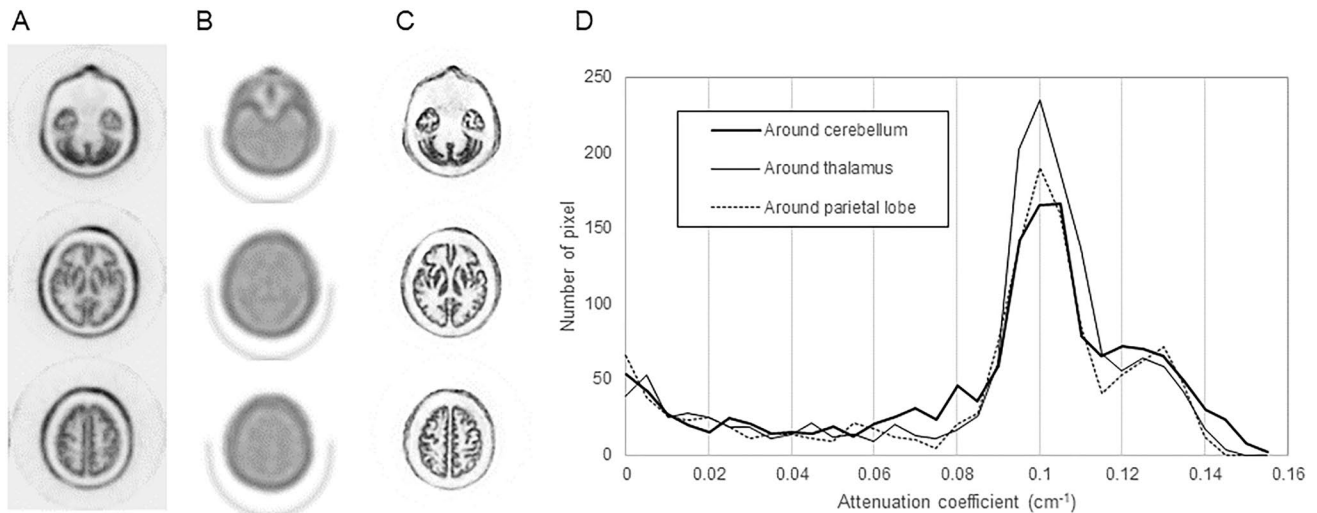 A
B
C
D
250
200
150
100
50
0
Number of pixel
Around cerebellum
Around thalamus
Around parietal lobe
0
0.02
0.04
0.06
0.08
0.1
0.12
0.14
0.16
Attenuation coefficient (cm⁻¹)